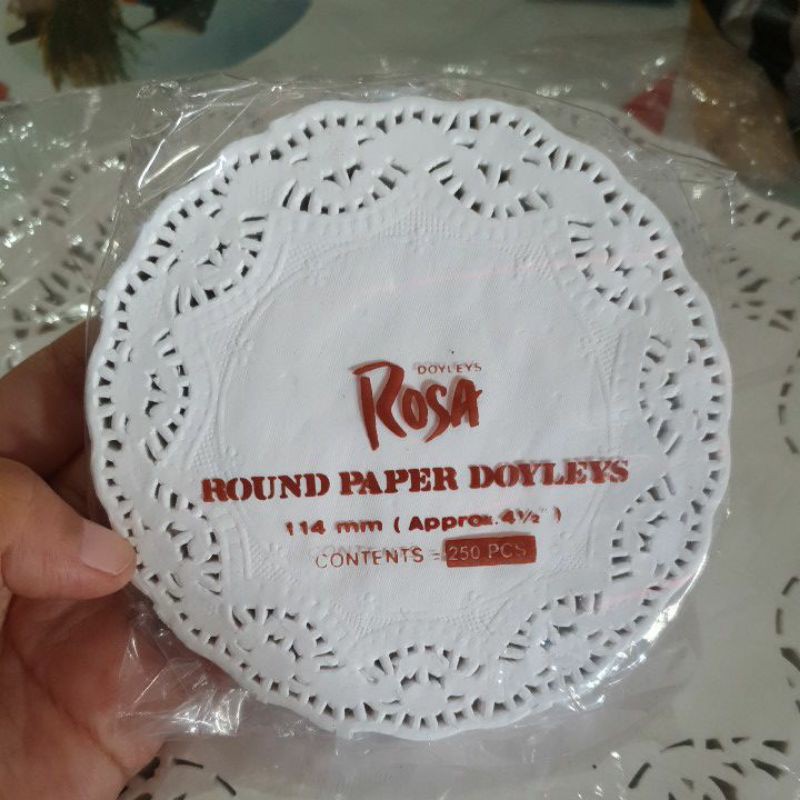 DOYLEYS
ROSA
ROUND PAPER DOYLEYS
114 mm ( Approx. 4½" )
CONTENTS = 250 PCS